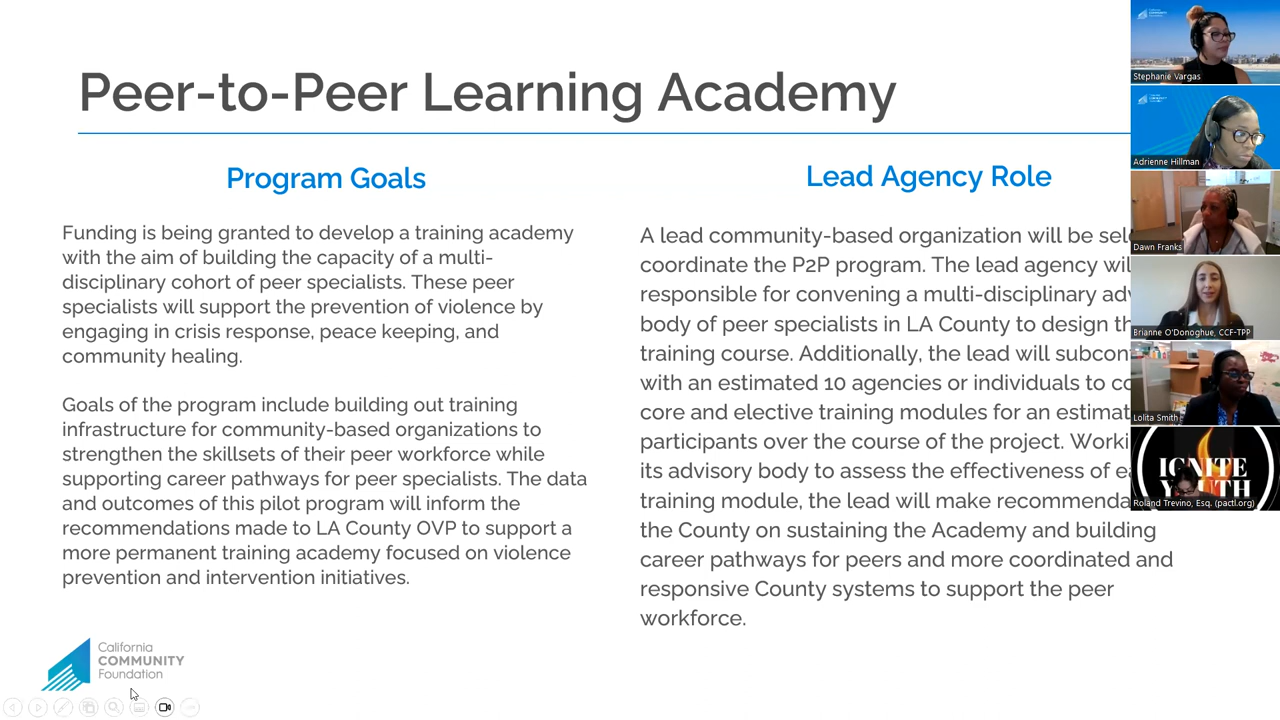 Peer-to-Peer Learning Academy
Program Goals
Funding is being granted to develop a training academy
with the aim of building the capacity of a multi-
disciplinary cohort of peer specialists. These peer
specialists will support the prevention of violence by
engaging in crisis response, peace keeping, and
community healing.
Goals of the program include building out training
infrastructure for community-based organizations to
strengthen the skillsets of their peer workforce while
supporting career pathways for peer specialists. The data
and outcomes of this pilot program will inform the
recommendations made to LA County OVP to support a
more permanent training academy focused on violence
prevention and intervention initiatives.
Lead Agency Role
A lead community-based organization will be
coordinate the P2P program. The lead agency
responsible for convening a multi-disciplinary
body of peer specialists in LA County to design
training course. Additionally, the lead will
with an estimated 10 agencies or individuals to
core and elective training modules for an
participants over the course of the project.
its advisory body to assess the effectiveness of
training module, the lead will make
the County on sustaining the Academy and building
career pathways for peers and more coordinated and
responsive County systems to support the peer
workforce.
California
COMMUNITY
Foundation
Stephanie Vargas
Adrienne Hillman
Dawn Franks
Brianne O'Donoghue, CCF-TPP
Lolita Smith
IGNITE
Roland Trevino, Esq. (pactl.org)